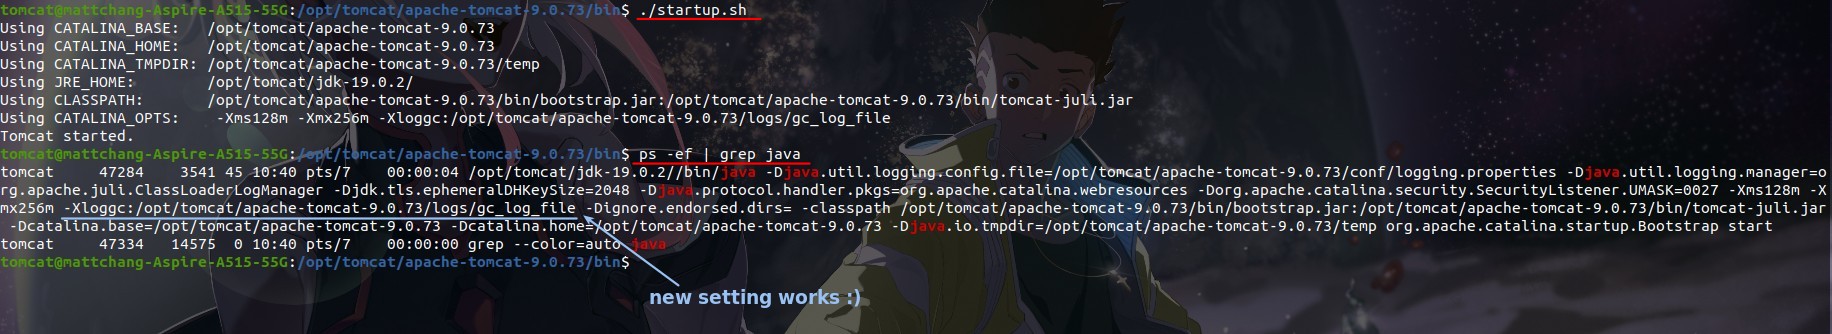 tomcat@mattchang-Aspire-A515-55G:/opt/tomcat/apache-tomcat-9.0.73/bin$ ./startup.sh
Using CATALINA_BASE:   /opt/tomcat/apache-tomcat-9.0.73
Using CATALINA_HOME:   /opt/tomcat/apache-tomcat-9.0.73
Using CATALINA_TMPDIR: /opt/tomcat/apache-tomcat-9.0.73/temp
Using JRE_HOME:        /opt/tomcat/jdk-19.0.2/
Using CLASSPATH:       /opt/tomcat/apache-tomcat-9.0.73/bin/bootstrap.jar:/opt/tomcat/apache-tomcat-9.0.73/bin/tomcat-juli.jar
Using CATALINA_OPTS:    -Xms128m -Xmx256m -Xloggc:/opt/tomcat/apache-tomcat-9.0.73/logs/gc_log_file
Tomcat started.
tomcat@mattchang-Aspire-A515-55G:/opt/tomcat/apache-tomcat-9.0.73/bin$ ps -ef | grep java
tomcat     47284    3541 45 10:40 pts/7    00:00:04 /opt/tomcat/jdk-19.0.2//bin/java -Djava.util.logging.config.file=/opt/tomcat/apache-tomcat-9.0.73/conf/logging.properties -Djava.util.logging.manager=o
rg.apache.juli.ClassLoaderLogManager -Djdk.tls.ephemeralDHKeySize=2048 -Djava.protocol.handler.pkgs=org.apache.catalina.webresources -Dorg.apache.catalina.security.SecurityListener.UMASK=0027 -Xms128m -X
mx256m -Xloggc:/opt/tomcat/apache-tomcat-9.0.73/logs/gc_log_file -Dignore.endorsed.dirs= -classpath /opt/tomcat/apache-tomcat-9.0.73/bin/bootstrap.jar:/opt/tomcat/apache-tomcat-9.0.73/bin/tomcat-juli.jar
 -Dcatalina.base=/opt/tomcat/apache-tomcat-9.0.73 -Dcatalina.home=/opt/tomcat/apache-tomcat-9.0.73 -Djava.io.tmpdir=/opt/tomcat/apache-tomcat-9.0.73/temp org.apache.catalina.startup.Bootstrap start
tomcat     47334   14575  0 10:40 pts/7    00:00:00 grep --color=auto java
tomcat@mattchang-Aspire-A515-55G:/opt/tomcat/apache-tomcat-9.0.73/bin$
new setting works :)